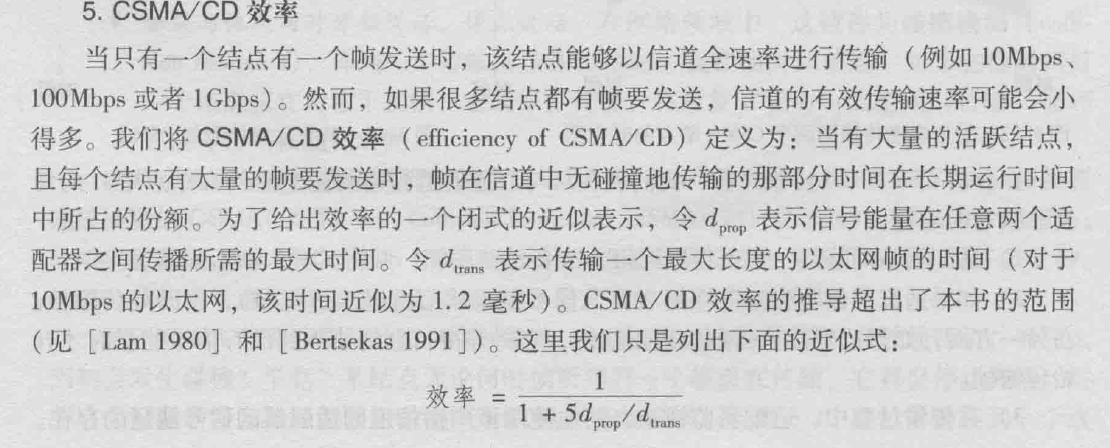 5. CSMA/CD 效率
当只有一个结点有一个帧发送时，该结点能够以信道全速率进行传输（例如 10Mbps、
100Mbps 或者 1Gbps）。然而，如果很多结点都有帧要发送，信道的有效传输速率可能会小
得多。我们将 CSMA/CD 效率（efficiency of CSMA/CD）定义为：当有大量的活跃结点，
且每个结点有大量的帧要发送时，帧在信道中无碰撞地传输的那部分时间在长期运行时间
中所占的份额。为了给出效率的一个闭式的近似表示，令 d_prop 表示信号能量在任意两个适
配器之间传播所需的最大时间。令 d_trans 表示传输一个最大长度的以太网帧的时间（对于
10Mbps 的以太网，该时间近似为 1.2 毫秒）。CSMA/CD 效率的推导超出了本书的范围
（见［Lam 1980］和［Bertsekas 1991］）。这里我们只是列出下面的近似式：
效率 = 1 / (1 + 5d_prop/d_trans)